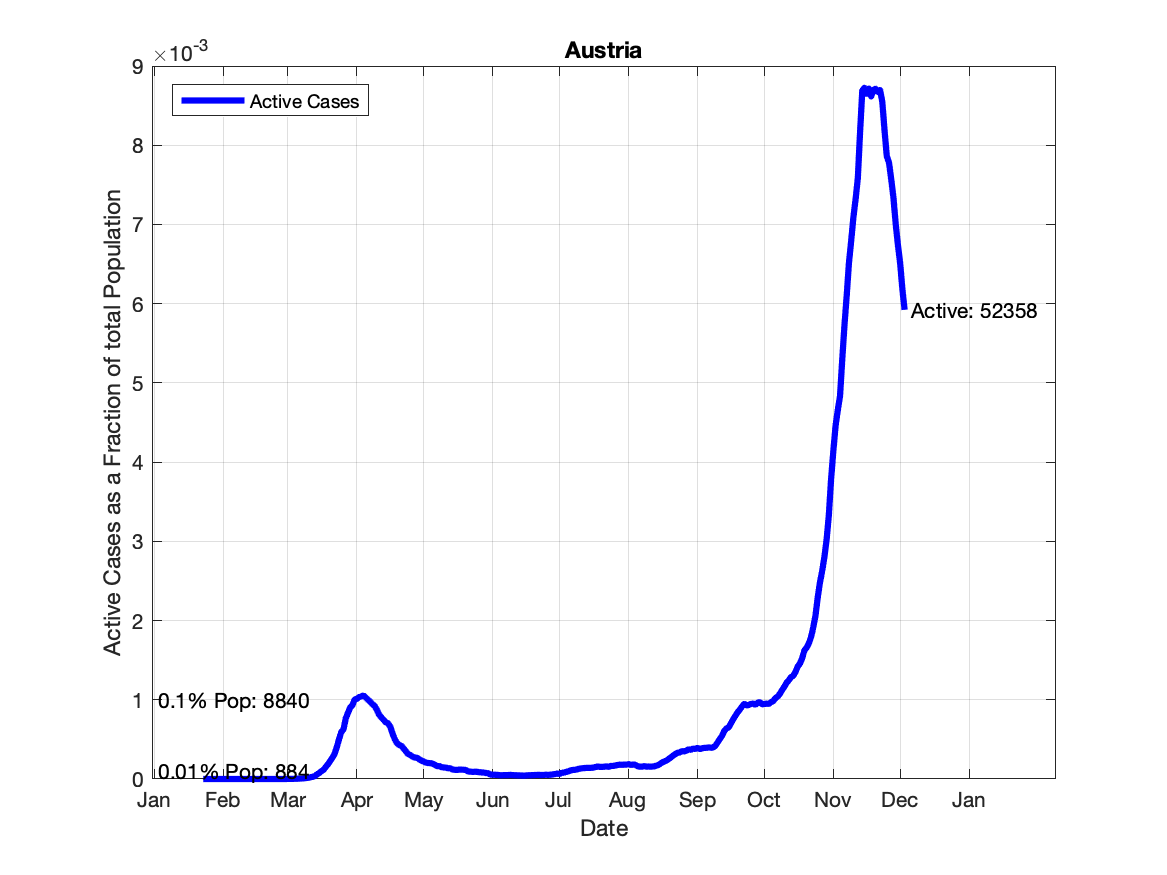 Austria
×10-3
Active Cases
9
8
7
6
5
4
3
2
1
0
Active Cases as a Fraction of total Population
Active: 52358
0.1% Pop: 8840
0.01% Pop: 884
Jan Feb Mar Apr May Jun Jul Aug Sep Oct Nov Dec Jan
Date